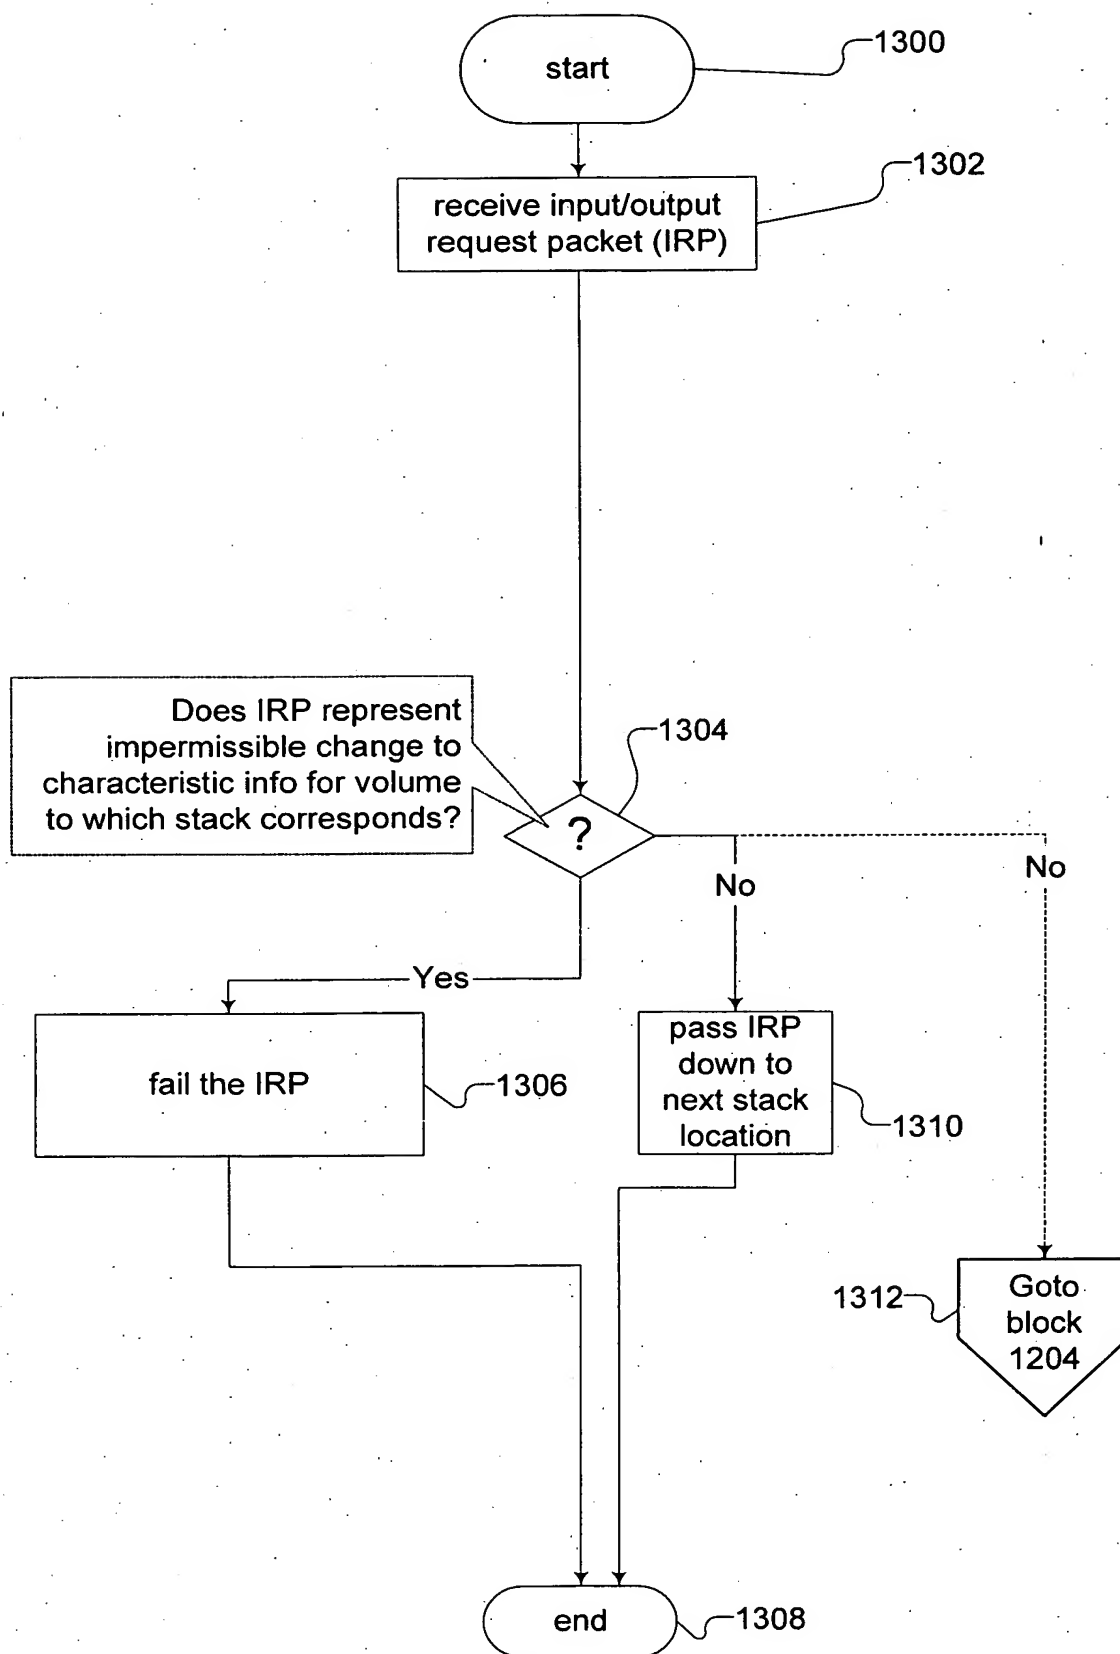 start
1300
receive input/output
request packet (IRP)
1302
Does IRP represent
impermissible change to
characteristic info for volume
to which stack corresponds?
1304
?
No
No
Yes
fail the IRP
1306
pass IRP
down to
next stack
location
1310
1312
Goto
block
1204
end
1308